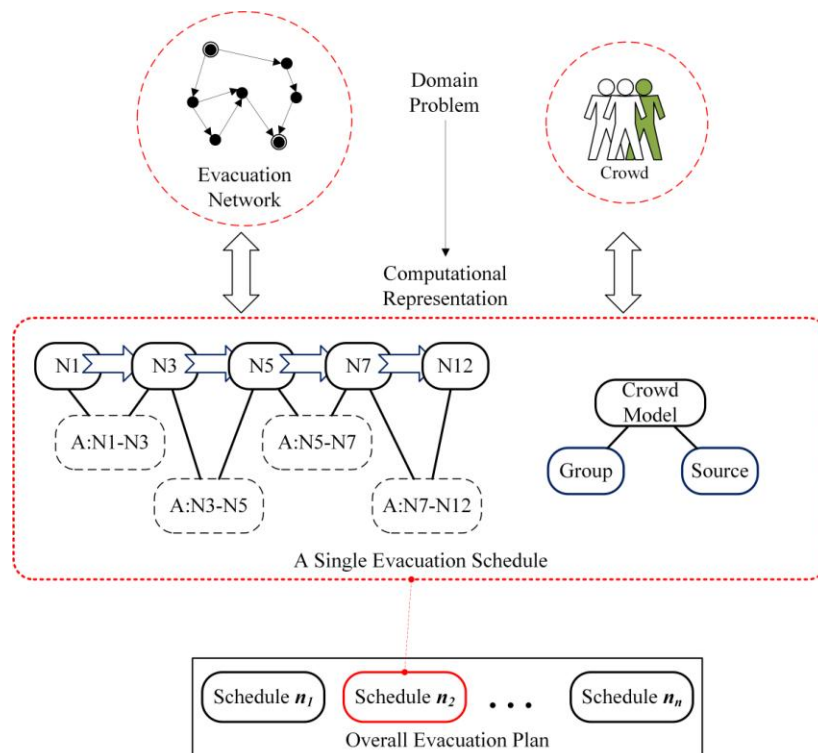 Domain
Problem
Evacuation
Network
Crowd
Computational
Representation
N1
N3
N5
N7
N12
A:N1-N3
A:N5-N7
A:N3-N5
A:N7-N12
Crowd
Model
Group
Source
A Single Evacuation Schedule
Schedule n1
Schedule n2
...
Schedule nn
Overall Evacuation Plan